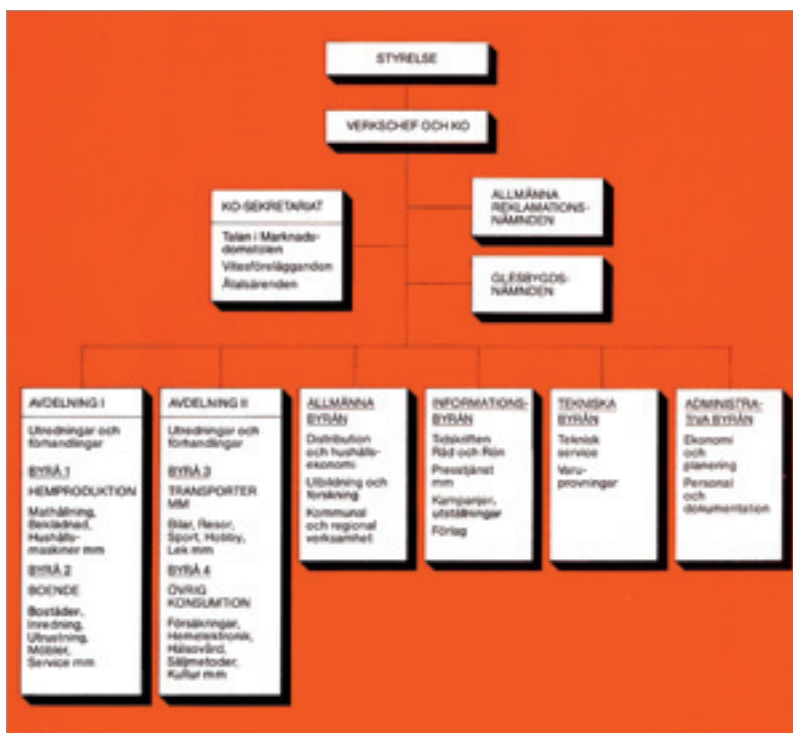 STYRELSE
VERKSCHEF OCH KO
KO-SEKRETARIAT
Talan i Marknads-
domstolen
Vitesförelägganden
Åtalsärenden
ALLMÄNNA
REKLAMATIONS-
NÄMNDEN
GLESBYGDS-
NÄMNDEN
AVDELNING I
Utredningar och
förhandlingar
BYRÅ 1
HEMPRODUKTION
Mathållning,
Beklädnad,
Hushålls-
maskiner mm
BYRÅ 2
BOENDE
Bostäder,
Inredning,
Utrustning,
Möbler,
Service mm
AVDELNING II
Utredningar och
förhandlingar
BYRÅ 3
TRANSPORTER
MM
Bilar, Resor,
Sport, Hobby,
Lek mm
BYRÅ 4
ÖVRIG
KONSUMTION
Försäkringar,
Hemelektronik,
Hälsovård,
Säljmetoder,
Kultur mm
ALLMÄNNA
BYRÅN
Distribution
och hushålls-
ekonomi
Utbildning och
forskning
Kommunal
och regional
verksamhet
INFORMATIONS-
BYRÅN
Tidskriften
Råd och Rön
Presstjänst
mm
Kampanjer,
utställningar
Förlag
TEKNISKA
BYRÅN
Teknisk
service
Varu-
provningar
ADMINISTRA-
TIVA BYRÅN
Ekonomi
och
planering
Personal
och
dokumentation